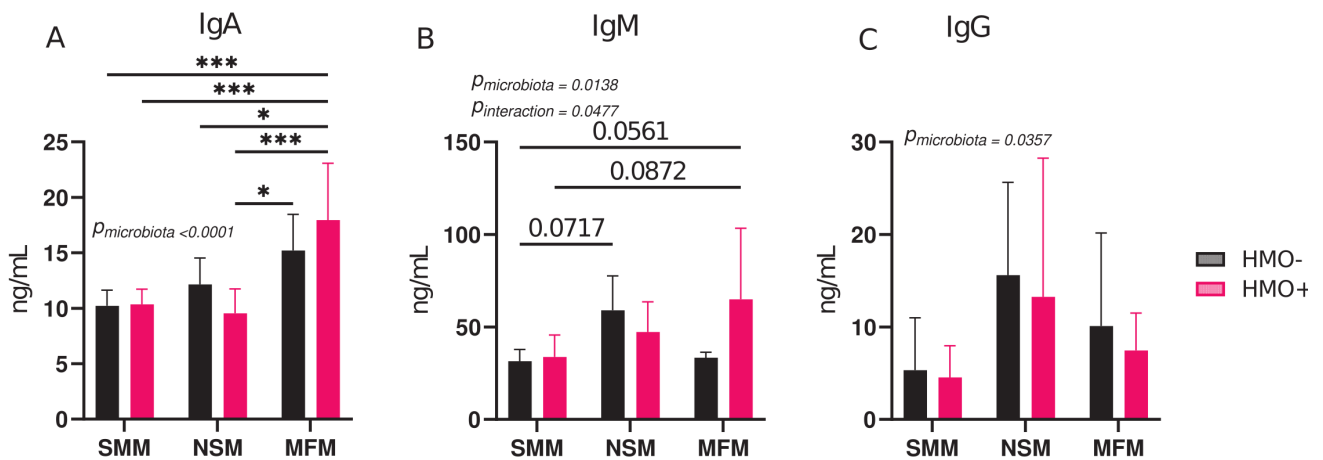 A
IgA
***
***
*
***
*
p microbiota <0.0001
ng/mL
25
20
15
10
5
0
SMM NSM MFM
B
IgM
p microbiota = 0.0138
p interaction = 0.0477
0.0561
0.0872
0.0717
ng/mL
150
100
50
0
SMM NSM MFM
C
IgG
p microbiota = 0.0357
ng/mL
30
20
10
0
SMM NSM MFM
HMO-
HMO+